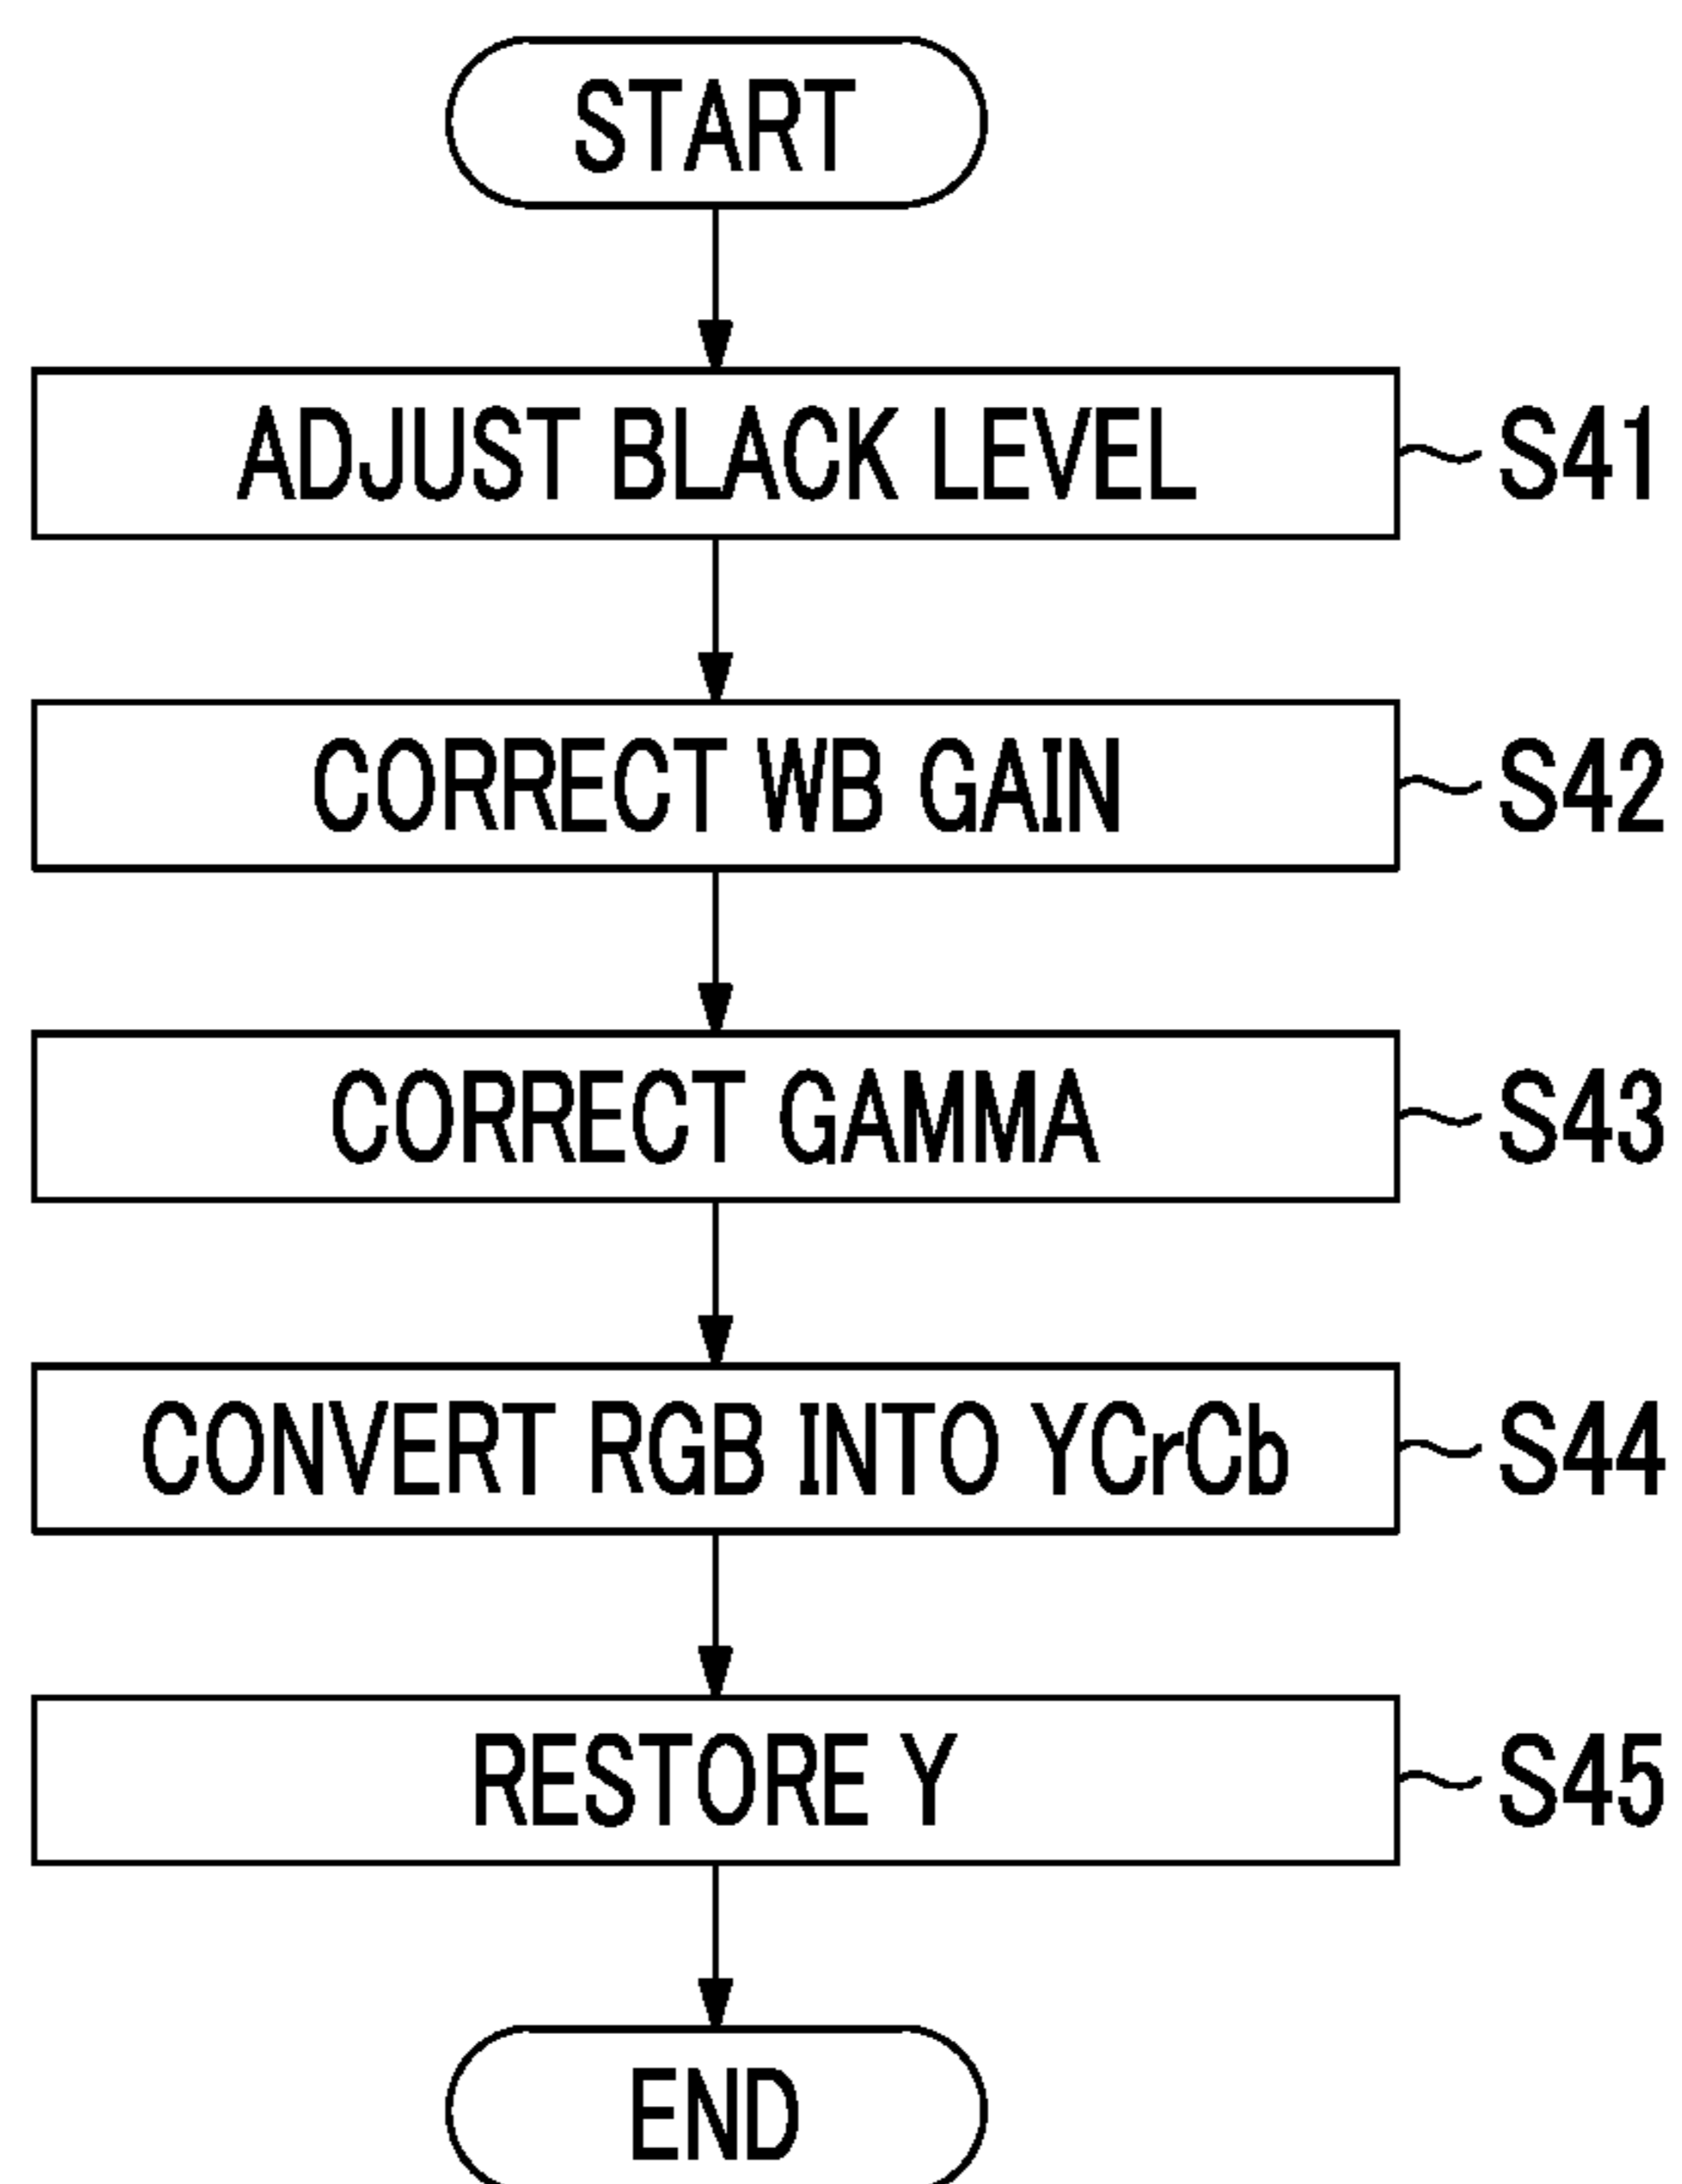 START
ADJUST BLACK LEVEL S41
CORRECT WB GAIN S42
CORRECT GAMMA S43
CONVERT RGB INTO YCrCb S44
RESTORE Y S45
END